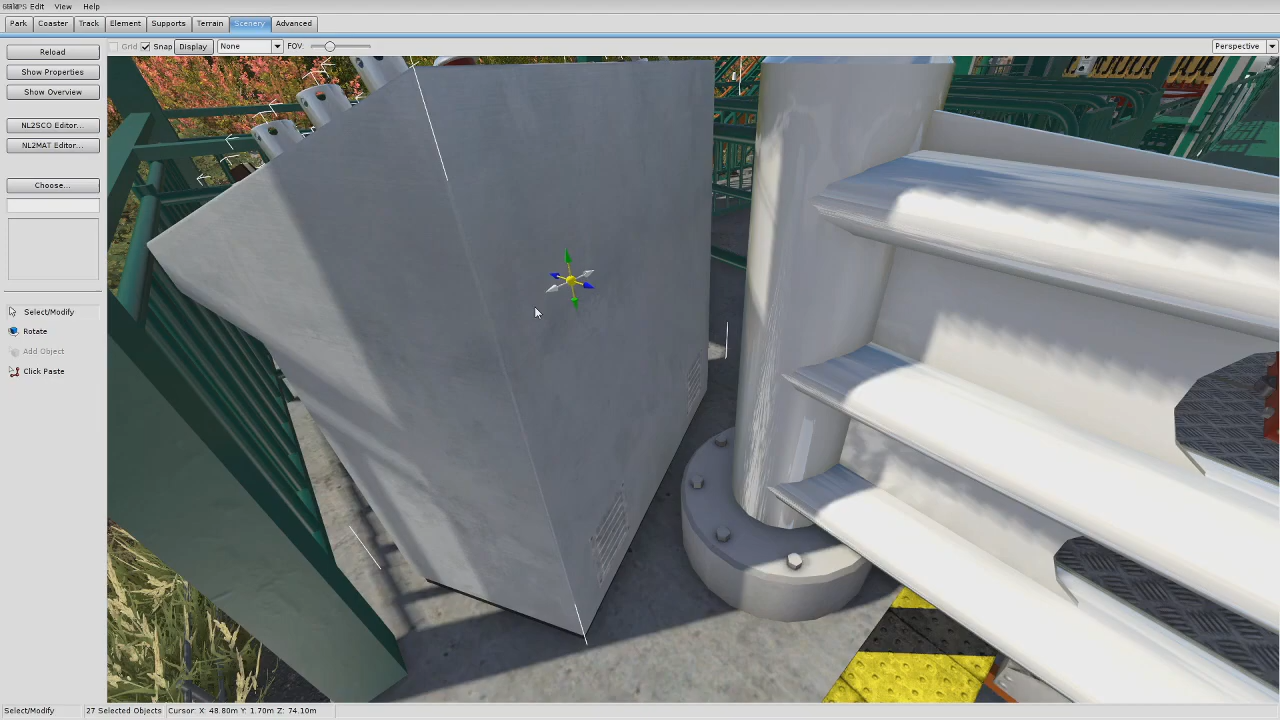 Edit View Help
Park Coaster Track Element Supports Terrain Scenery Advanced
Reload
Grid Snap Display None FOV: Perspective
Show Properties
Show Overview
NL2SCO Editor...
NL2MAT Editor...
Choose...
Select/Modify
Rotate
Add Object
Click Paste
Select/Modify 27 Selected Objects Cursor: X: 48.80m Y: 1.70m Z: 74.10m